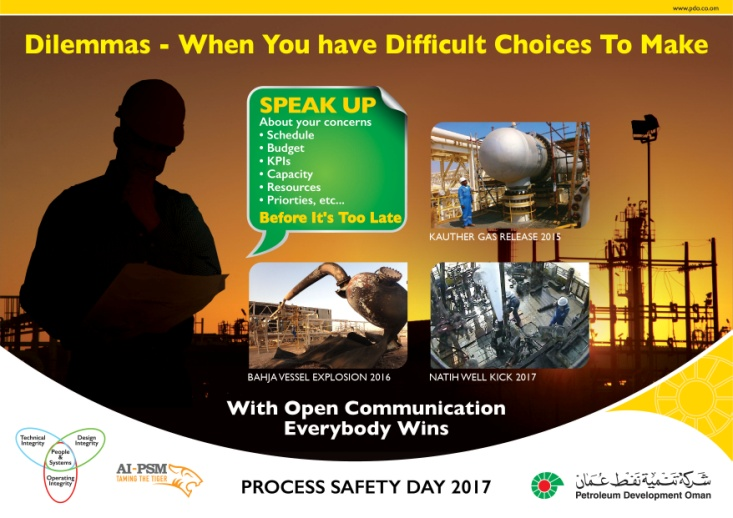 www.pdo.co.om
Dilemmas - When You have Difficult Choices To Make
SPEAK UP
About your concerns
• Schedule
• Budget
• KPIs
• Capacity
• Resources
• Priorties, etc...
Before It's Too Late
KAUTHER GAS RELEASE 2015
BAHJA VESSEL EXPLOSION 2016
NATIH WELL KICK 2017
With Open Communication
Everybody Wins
Technical
Integrity
Design
Integrity
People
&
Systems
Operating
Integrity
AI-PSM
TAMING THE TIGER
PROCESS SAFETY DAY 2017
شركة تنمية نفط عمان
Petroleum Development Oman